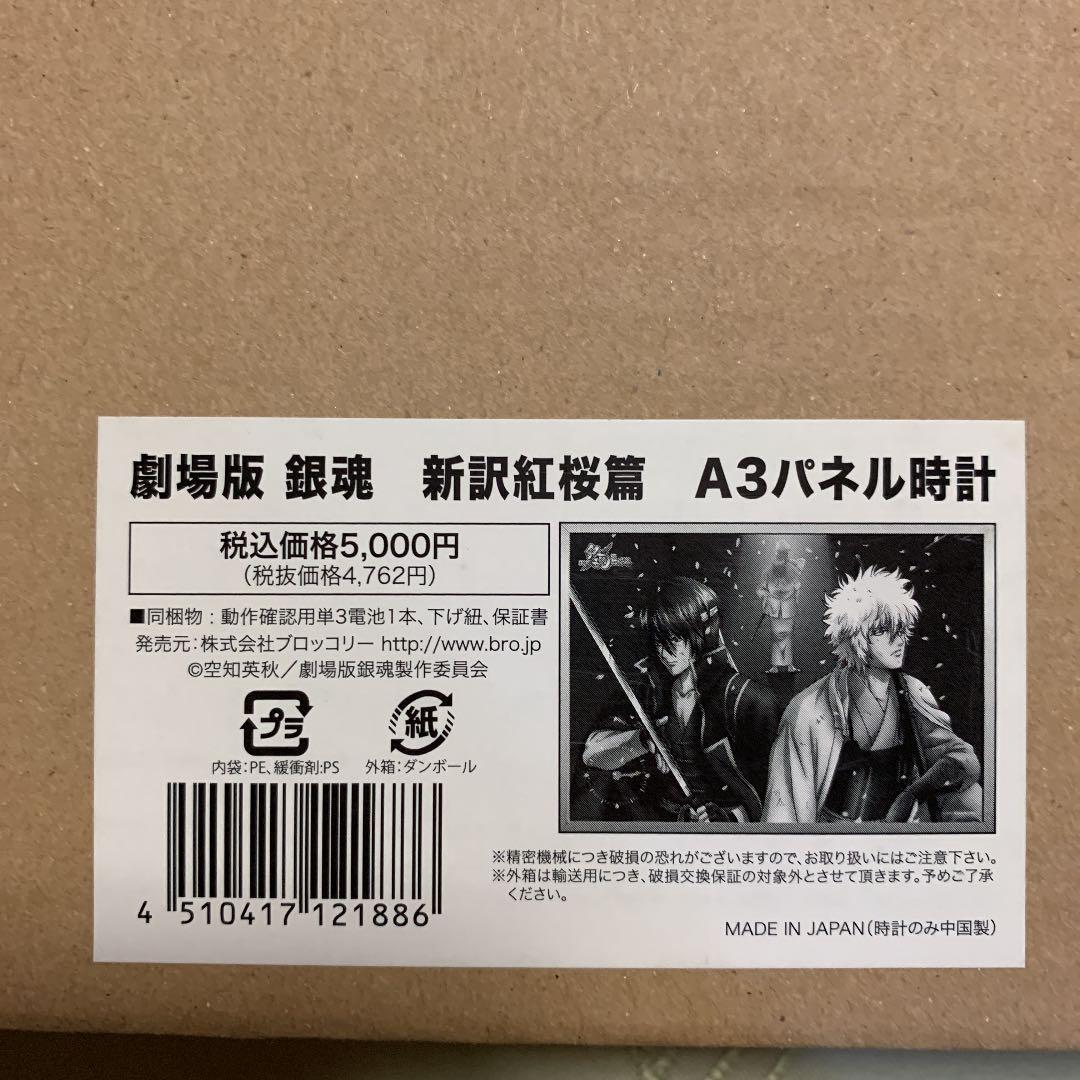 劇場版 銀魂　新訳紅桜篇　A3パネル時計
税込価格5,000円
(税抜価格4,762円)
■同梱物：動作確認用単3電池1本、下げ紐、保証書
発売元：株式会社ブロッコリー http://www.bro.jp
©空知英秋／劇場版銀魂製作委員会
プラ
紙
内袋：PE、緩衝剤：PS　外箱：ダンボール
4 510417 121886
※精密機械につき破損の恐れがございますので、お取り扱いにはご注意下さい。
※外箱は輸送用につき、破損交換保証の対象外とさせて頂きます。予めご了承
ください。
MADE IN JAPAN（時計のみ中国製）